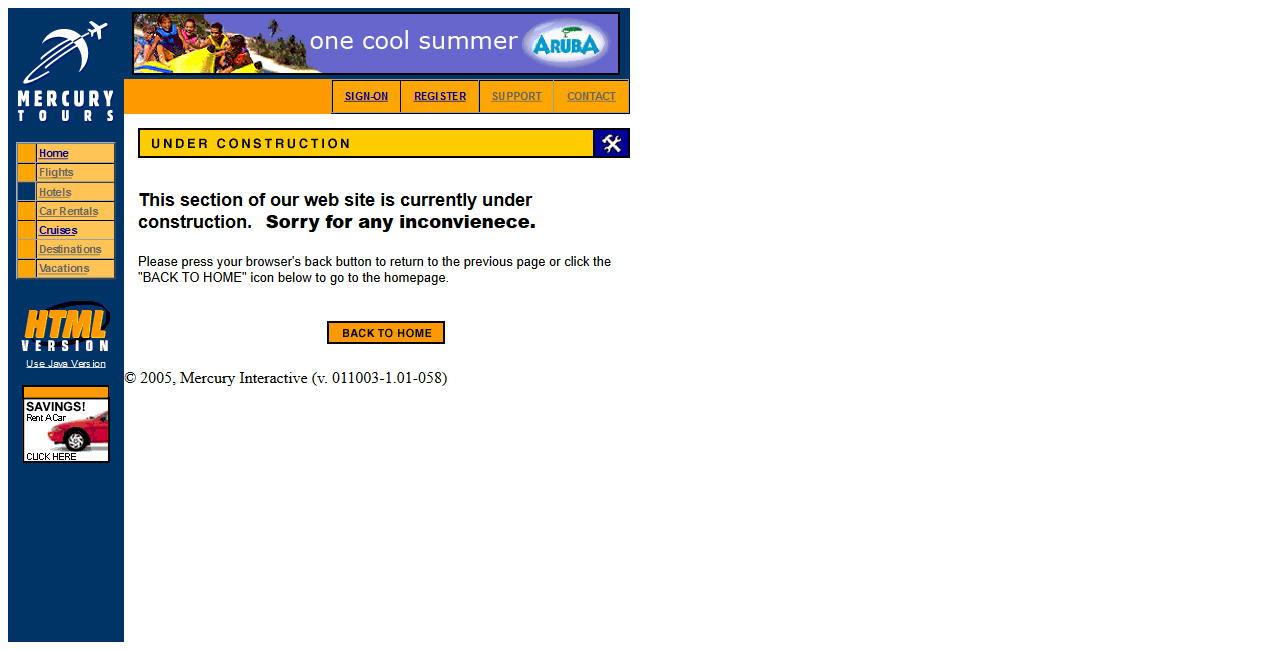 one cool summer ARUBA
MERCURY
TOURS
SIGN-ON REGISTER SUPPORT CONTACT
UNDER CONSTRUCTION
Home
Flights
Hotels
Car Rentals
Cruises
Destinations
Vacations
This section of our web site is currently under
construction. Sorry for any inconvienece.
Please press your browser's back button to return to the previous page or click the
"BACK TO HOME" icon below to go to the homepage.
BACK TO HOME
HTML
VERSION
Use Java Version
© 2005, Mercury Interactive (v. 011003-1.01-058)
SAVINGS!
Rent A Car
CLICK HERE